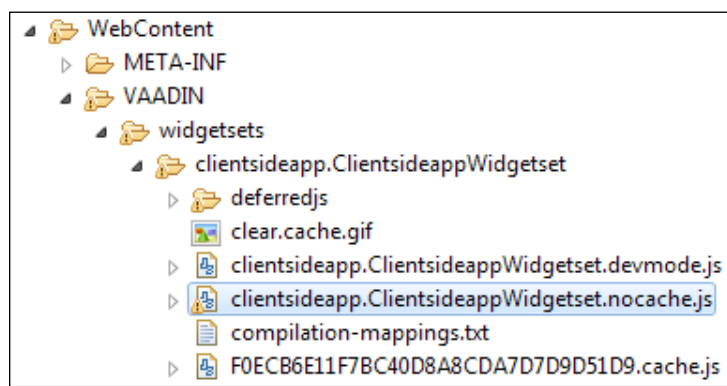 WebContent
META-INF
VAADIN
widgetsets
clientsideapp.ClientsideappWidgetset
deferredjs
clear.cache.gif
clientsideapp.ClientsideappWidgetset.devmode.js
clientsideapp.ClientsideappWidgetset.nocache.js
compilation-mappings.txt
F0ECB6E11F7BC40D8A8CDA7D7D9D51D9.cache.js